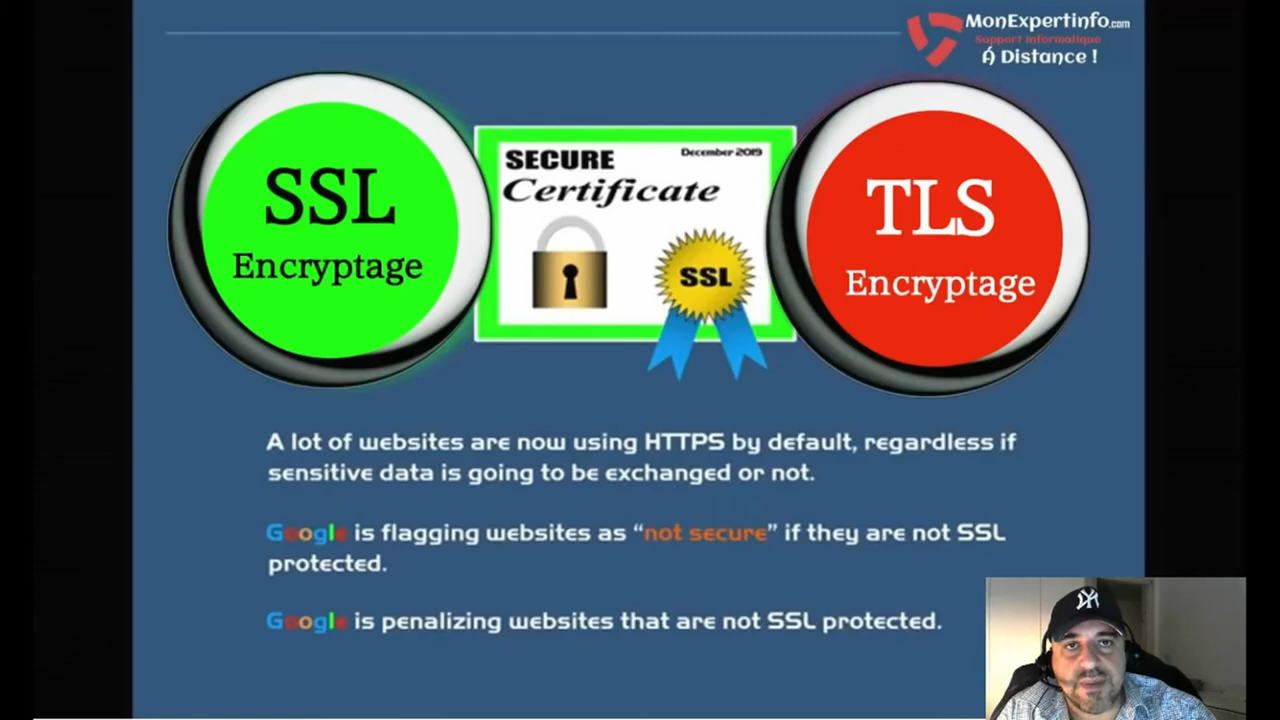 MonExpertinfo.com
Support Informatique
Á Distance !
SSL
Encryptage
SECURE
December 2019
Certificate
SSL
TLS
Encryptage
A lot of websites are now using HTTPS by default, regardless if
sensitive data is going to be exchanged or not.
Google is flagging websites as “not secure” if they are not SSL
protected.
Google is penalizing websites that are not SSL protected.
NY